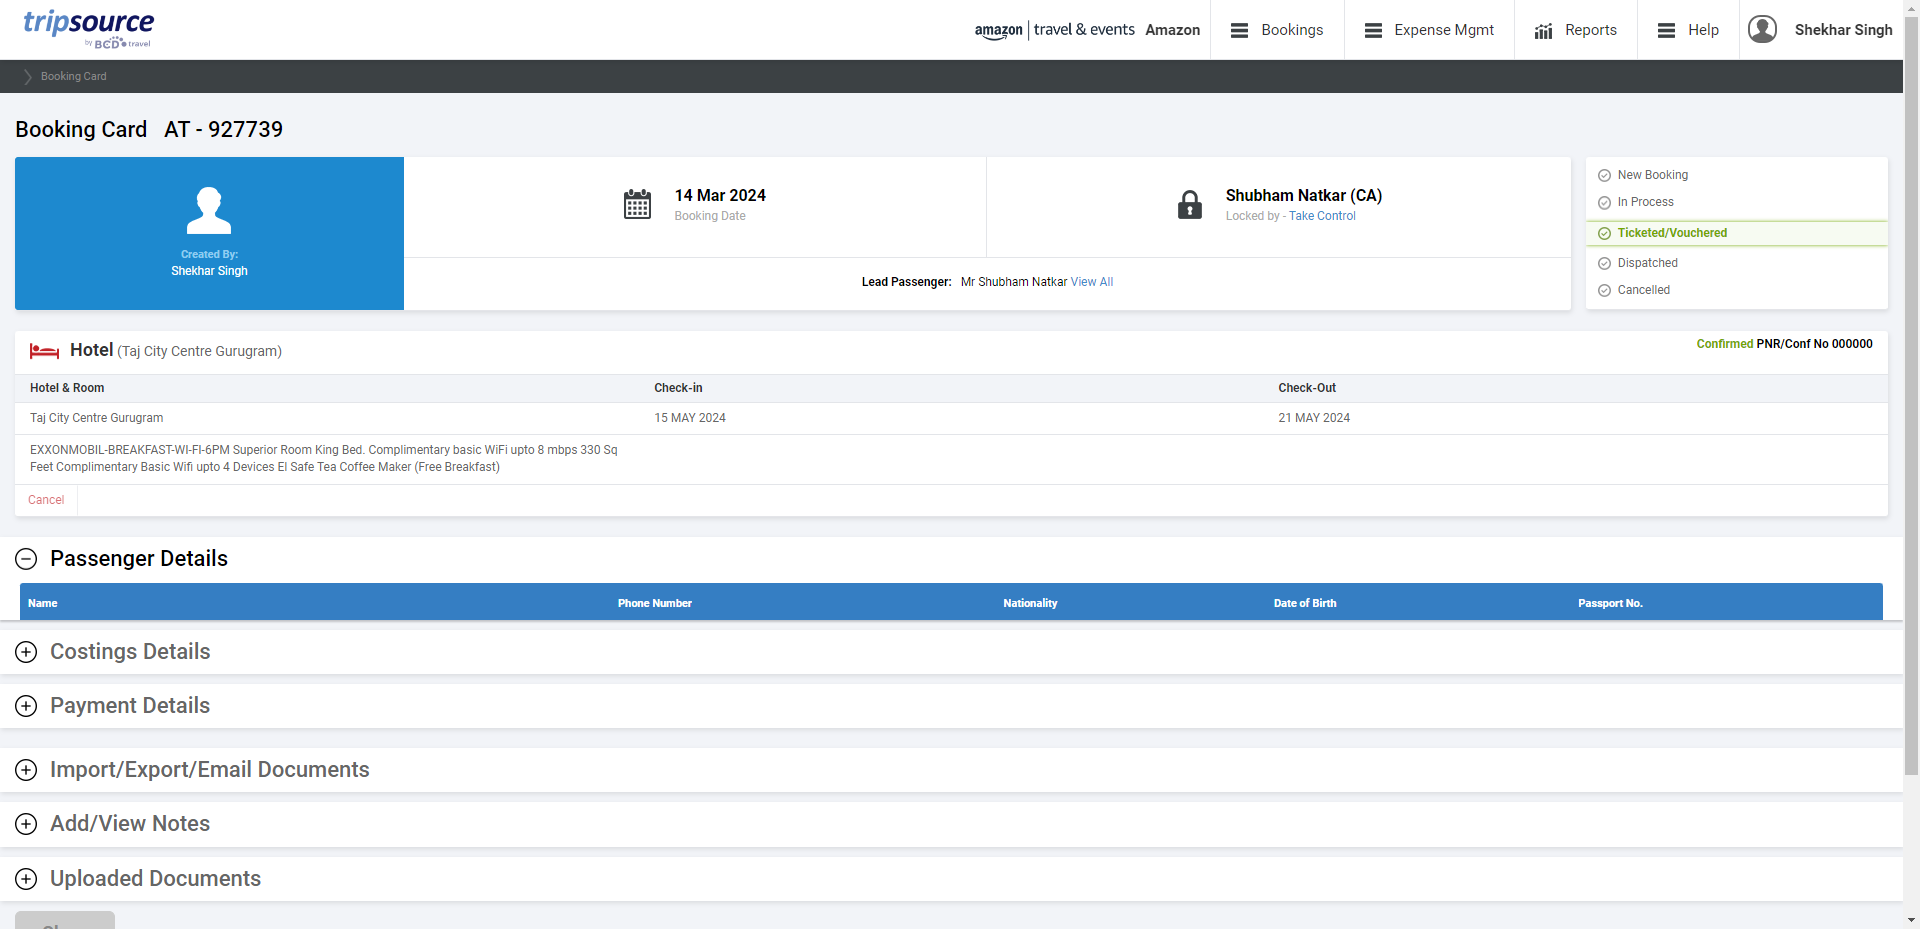 tripsource
by BCD travel
amazon | travel & events Amazon
Bookings
Expense Mgmt
Reports
Help
Shekhar Singh
Booking Card
Booking Card AT - 927739
Created By:
Shekhar Singh
14 Mar 2024
Booking Date
Shubham Natkar (CA)
Locked by - Take Control
Lead Passenger: Mr Shubham Natkar View All
New Booking
In Process
Ticketed/Vouchered
Dispatched
Cancelled
Hotel (Taj City Centre Gurugram)
Confirmed PNR/Conf No 000000
Hotel & Room Check-in Check-Out
Taj City Centre Gurugram 15 MAY 2024 21 MAY 2024
EXXONMOBIL-BREAKFAST-WI-FI-6PM Superior Room King Bed. Complimentary basic WiFi upto 8 mbps 330 Sq
Feet Complimentary Basic Wifi upto 4 Devices El Safe Tea Coffee Maker (Free Breakfast)
Cancel
Passenger Details
Name Phone Number Nationality Date of Birth Passport No.
Costings Details
Payment Details
Import/Export/Email Documents
Add/View Notes
Uploaded Documents